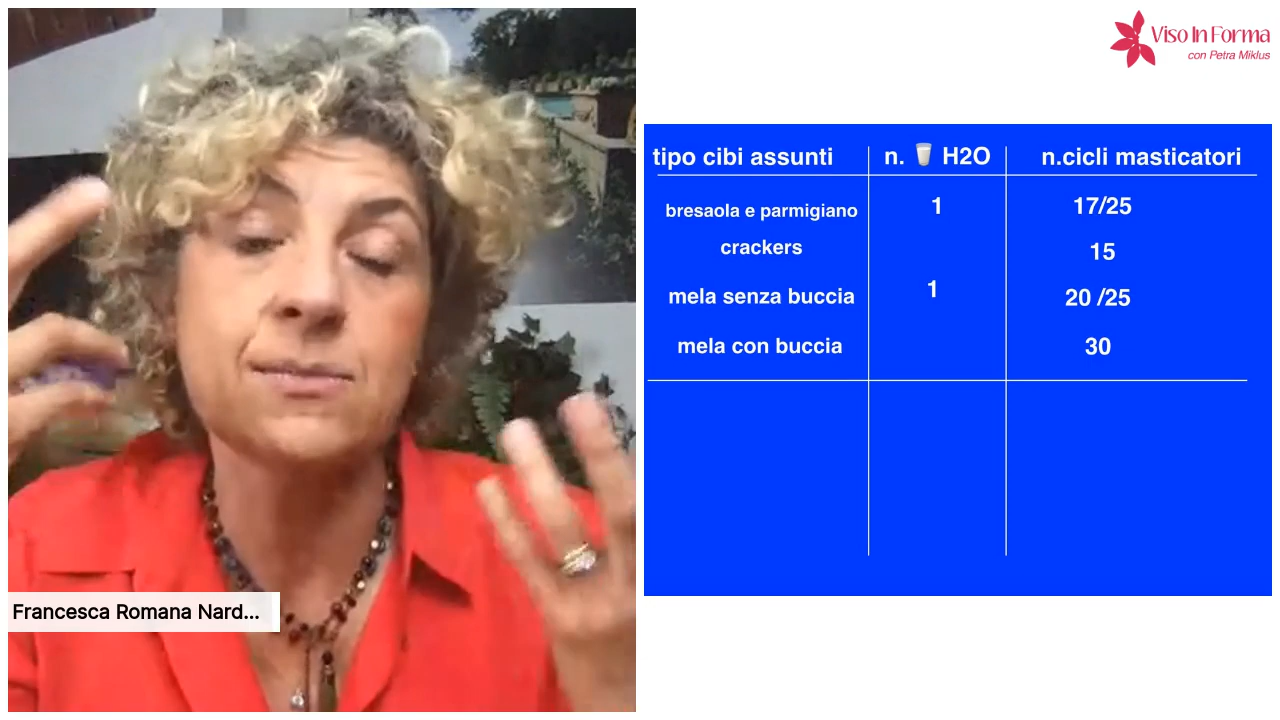 Viso In Forma
con Petra Miklus
tipo cibi assunti n. 🥛 H2O n.cicli masticatori
bresaola e parmigiano 1 17/25
crackers 15
mela senza buccia 1 20 /25
mela con buccia 30
Francesca Romana Nard...